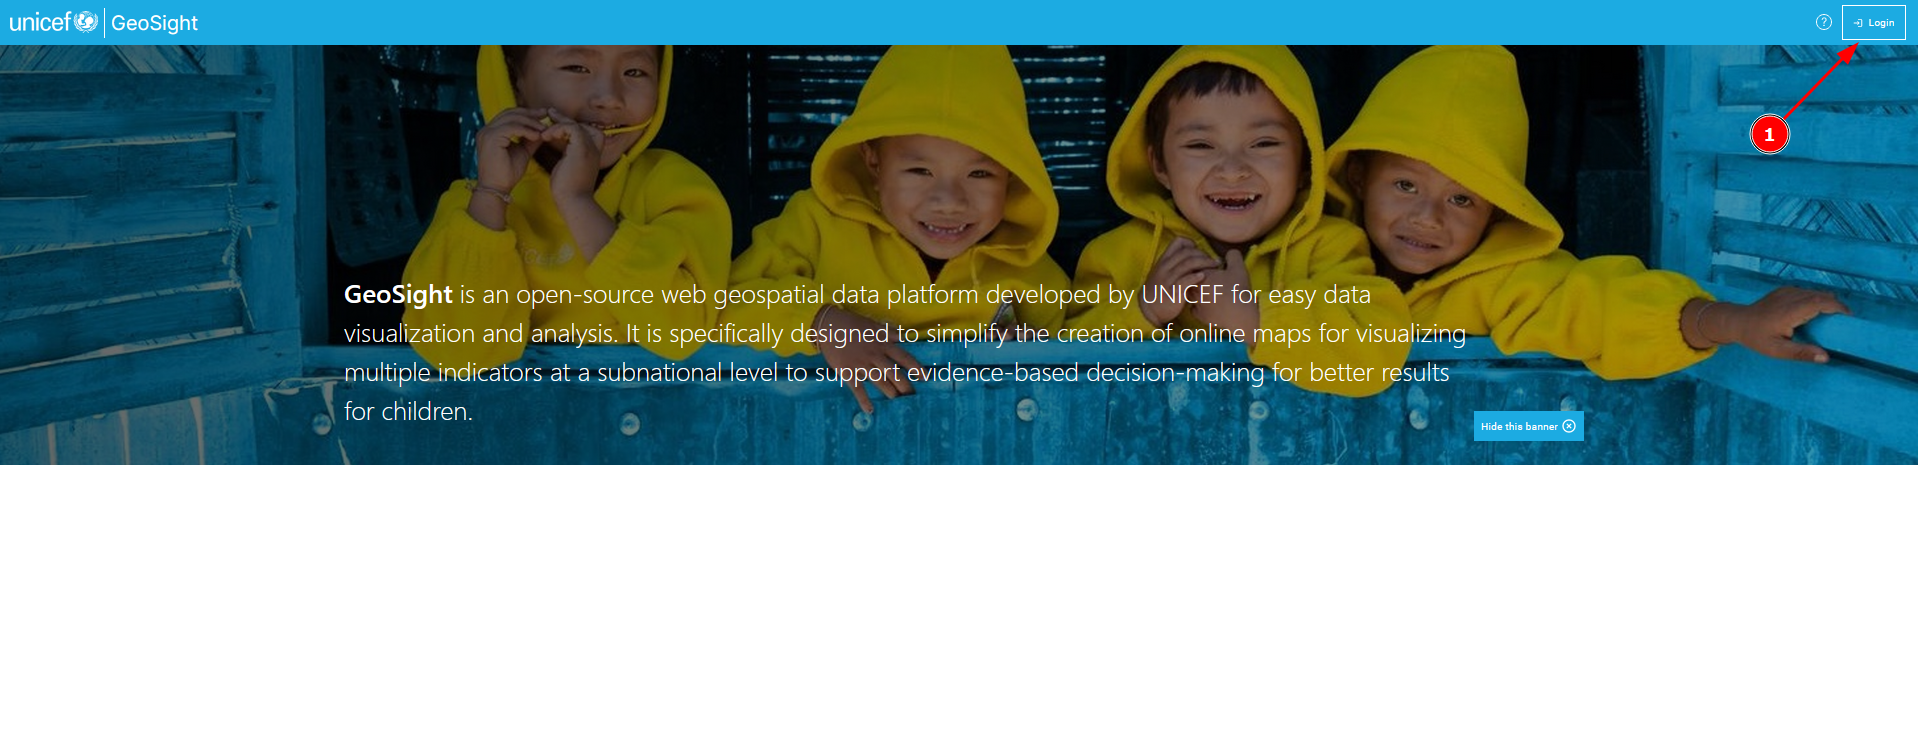 unicef GeoSight
? Login
1
GeoSight is an open-source web geospatial data platform developed by UNICEF for easy data
visualization and analysis. It is specifically designed to simplify the creation of online maps for visualizing
multiple indicators at a subnational level to support evidence-based decision-making for better results
for children.
Hide this banner